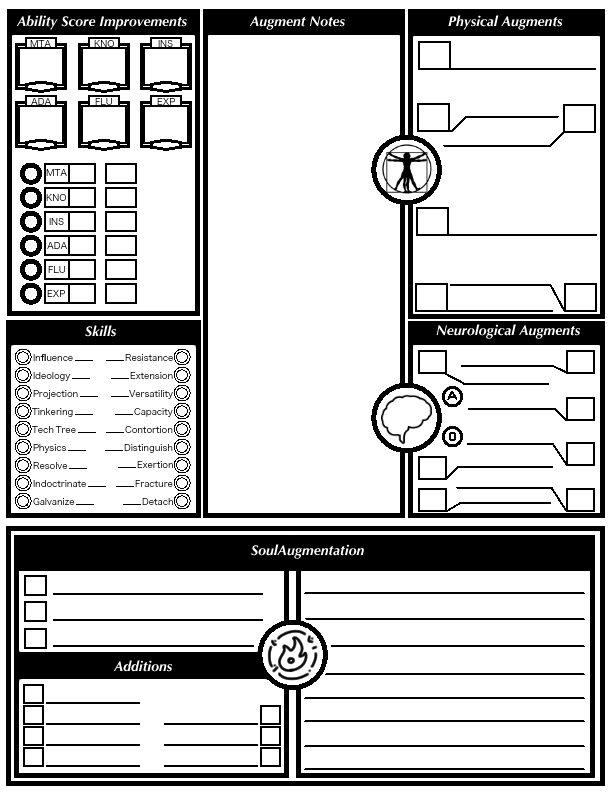 Ability Score Improvements
MTA KNO INS
ADA FLU EXP
MTA
KNO
INS
ADA
FLU
EXP
Skills
Influence Resistance
Ideology Extension
Projection Versatility
Tinkering Capacity
Tech Tree Contortion
Physics Distinguish
Resolve Exertion
Indoctrinate Fracture
Galvanize Detach
Augment Notes
Physical Augments
Neurological Augments
A
O
SoulAugmentation
Additions